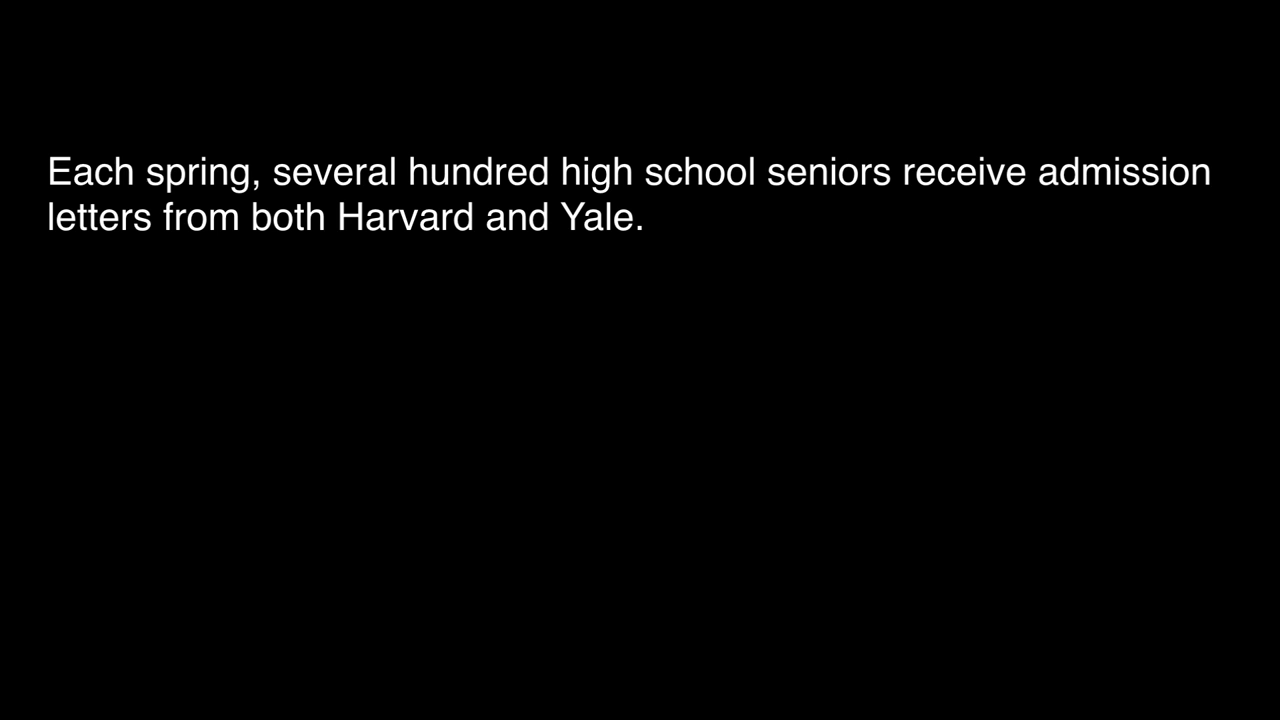 Each spring, several hundred high school seniors receive admission
letters from both Harvard and Yale.